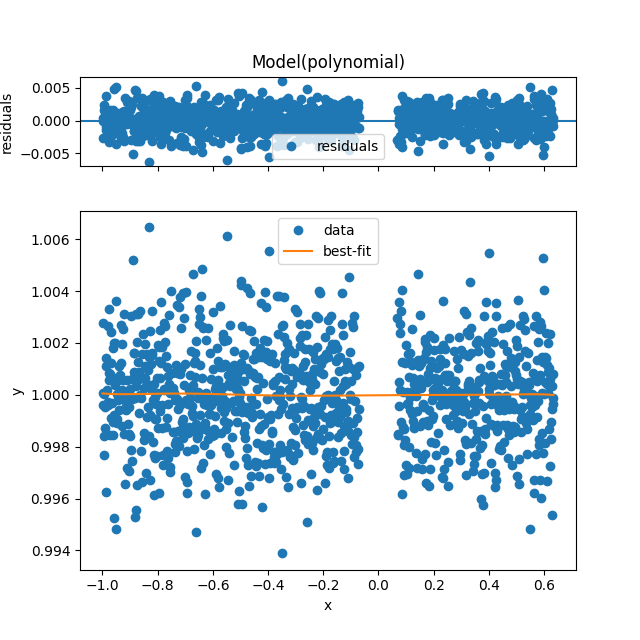 Model(polynomial)
0.005
0.000
−0.005
residuals
residuals
data
best-fit
1.006
1.004
1.002
1.000
0.998
0.996
0.994
y
−1.0 −0.8 −0.6 −0.4 −0.2 0.0 0.2 0.4 0.6
x